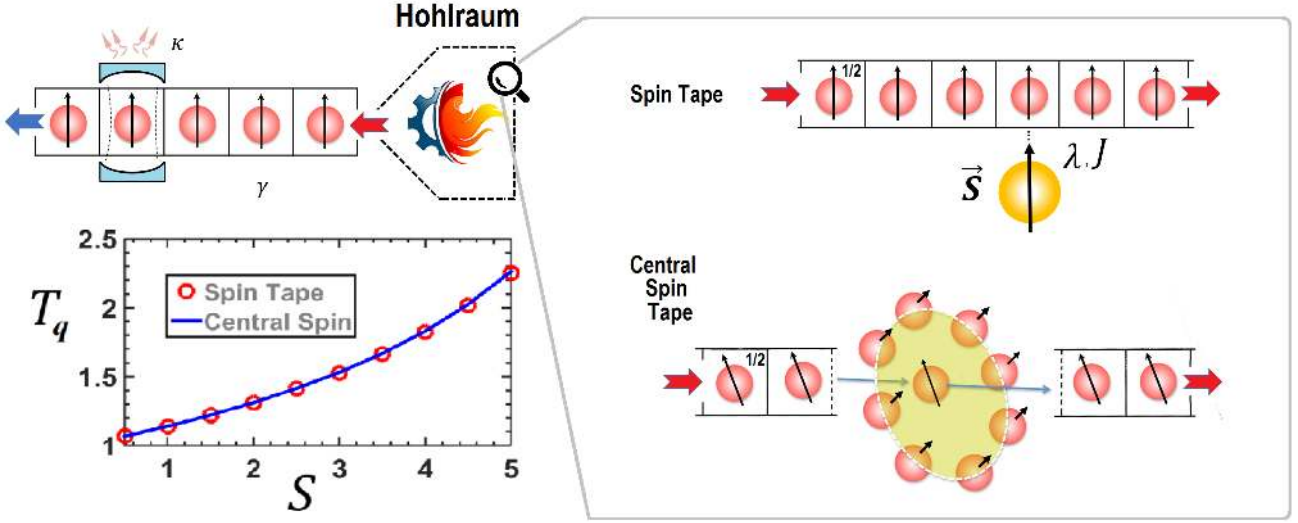 Hohlraum
κ
γ
Spin Tape
1/2
λ, J
S
Central
Spin
Tape
1/2
T_q
2.5
2
1.5
1
Spin Tape
Central Spin
1 2 3 4 5
S